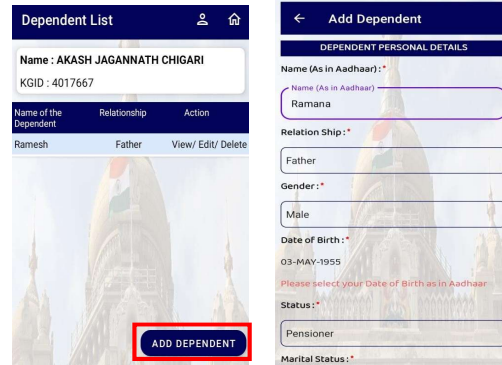 Dependent List
Name : AKASH JAGANNATH CHIGARI
KGID : 4017667
Name of the Dependent Relationship Action
Ramesh Father View/ Edit/ Delete
ADD DEPENDENT
Add Dependent
DEPENDENT PERSONAL DETAILS
Name (As in Aadhaar) : *
Name (As in Aadhaar)
Ramana
Relation Ship : *
Father
Gender : *
Male
Date of Birth : *
03-MAY-1955
Please select your Date of Birth as in Aadhaar
Status : *
Pensioner
Marital Status : *